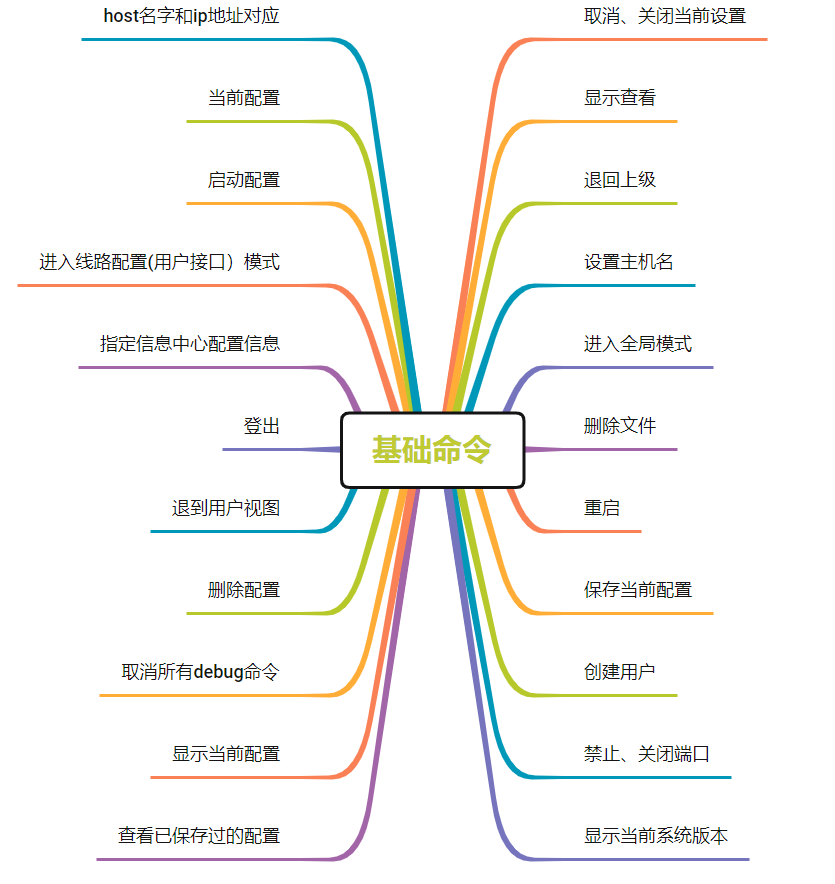 基础命令
取消、关闭当前设置
显示查看
退回上级
设置主机名
进入全局模式
删除文件
重启
保存当前配置
创建用户
禁止、关闭端口
显示当前系统版本
host名字和ip地址对应
当前配置
启动配置
进入线路配置(用户接口）模式
指定信息中心配置信息
登出
退到用户视图
删除配置
取消所有debug命令
显示当前配置
查看已保存过的配置